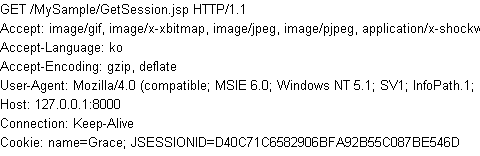 GET /MySample/GetSession.jsp HTTP/1.1
Accept: image/gif, image/x-xbitmap, image/jpeg, image/pjpeg, application/x-shockw
Accept-Language: ko
Accept-Encoding: gzip, deflate
User-Agent: Mozilla/4.0 (compatible; MSIE 6.0; Windows NT 5.1; SV1; InfoPath.1;
Host: 127.0.0.1:8000
Connection: Keep-Alive
Cookie: name=Grace; JSESSIONID=D40C71C6582906BFA92B55C087BE546D